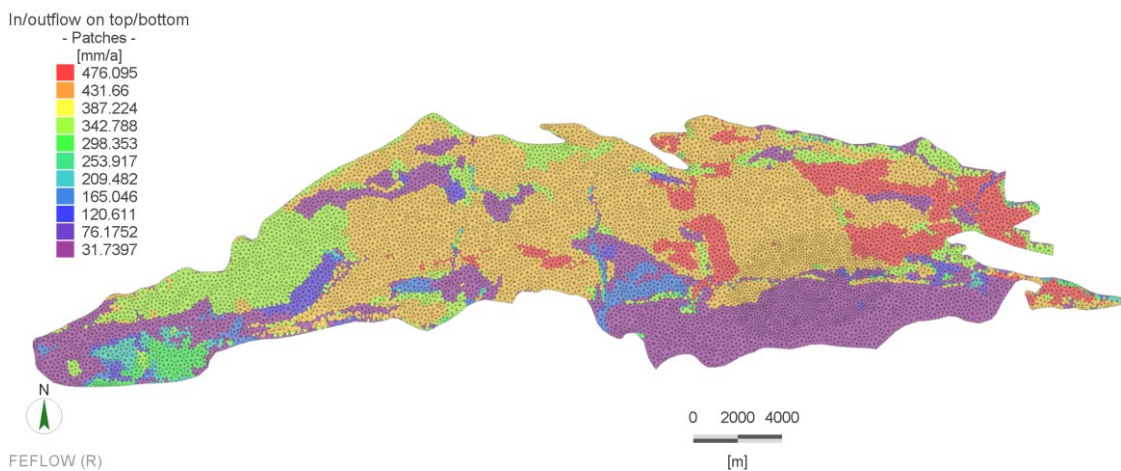 In/outflow on top/bottom
- Patches -
[mm/a]
476.095
431.66
387.224
342.788
298.353
253.917
209.482
165.046
120.611
76.1752
31.7397
N
0 2000 4000
[m]
FEFLOW (R)